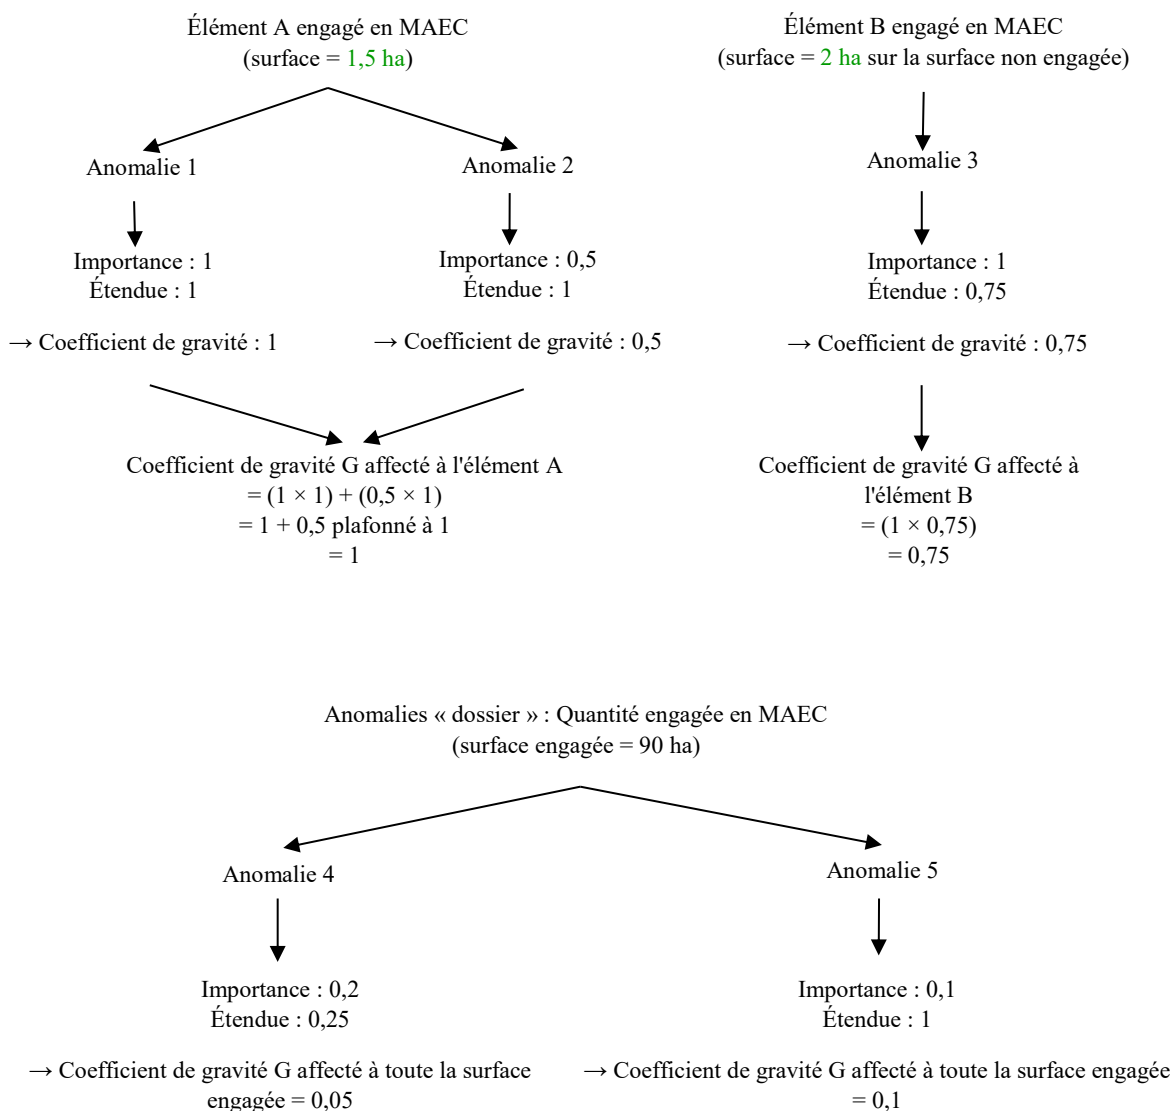 Élément A engagé en MAEC
(surface = 1,5 ha)
Élément B engagé en MAEC
(surface = 2 ha sur la surface non engagée)
Anomalie 1
Anomalie 2
Anomalie 3
Importance : 1
Étendue : 1
Importance : 0,5
Étendue : 1
Importance : 1
Étendue : 0,75
→ Coefficient de gravité : 1
→ Coefficient de gravité : 0,5
→ Coefficient de gravité : 0,75
Coefficient de gravité G affecté à l'élément A
= (1 × 1) + (0,5 × 1)
= 1 + 0,5 plafonné à 1
= 1
Coefficient de gravité G affecté à
l'élément B
= (1 × 0,75)
= 0,75
Anomalies « dossier » : Quantité engagée en MAEC
(surface engagée = 90 ha)
Anomalie 4
Anomalie 5
Importance : 0,2
Étendue : 0,25
Importance : 0,1
Étendue : 1
→ Coefficient de gravité G affecté à toute la surface
engagée = 0,05
→ Coefficient de gravité G affecté à toute la surface engagée
= 0,1